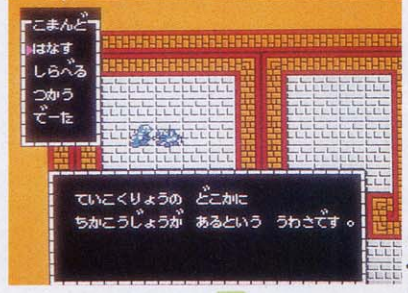 こまんど
はなす
しらべる
つかう
でーた
ていこくりょうの どこかに
ちかこうじょうが あるという うわさです。